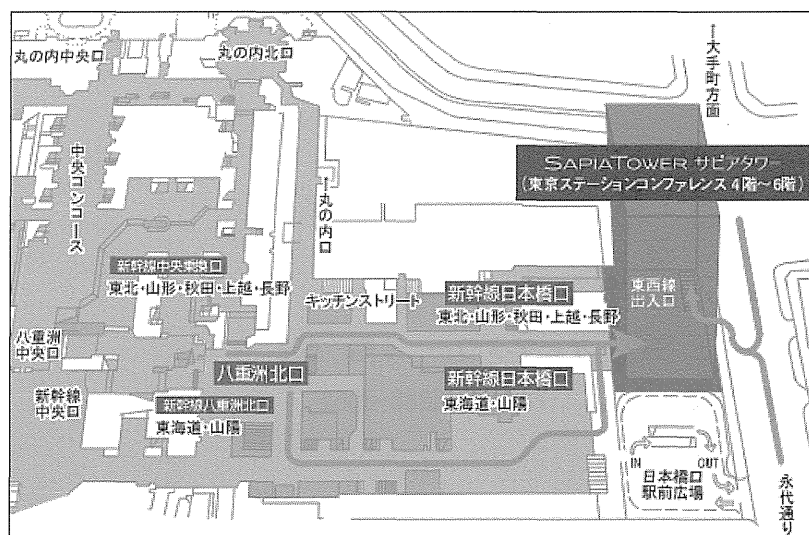 丸の内中央口
丸の内北口
↑大手町方面
中央コンコース
↑丸の内口
SAPIATOWER サピアタワー
(東京ステーションコンファレンス 4階〜6階)
新幹線中央乗換口
東北・山形・秋田・上越・長野
キッチンストリート
新幹線日本橋口
東北・山形・秋田・上越・長野
東西線
出入口
八重洲
中央口
八重洲北口
新幹線日本橋口
東海道・山陽
新幹線
中央口
新幹線八重洲北口
東海道・山陽
IN
OUT
日本橋口
駅前広場
永代通り